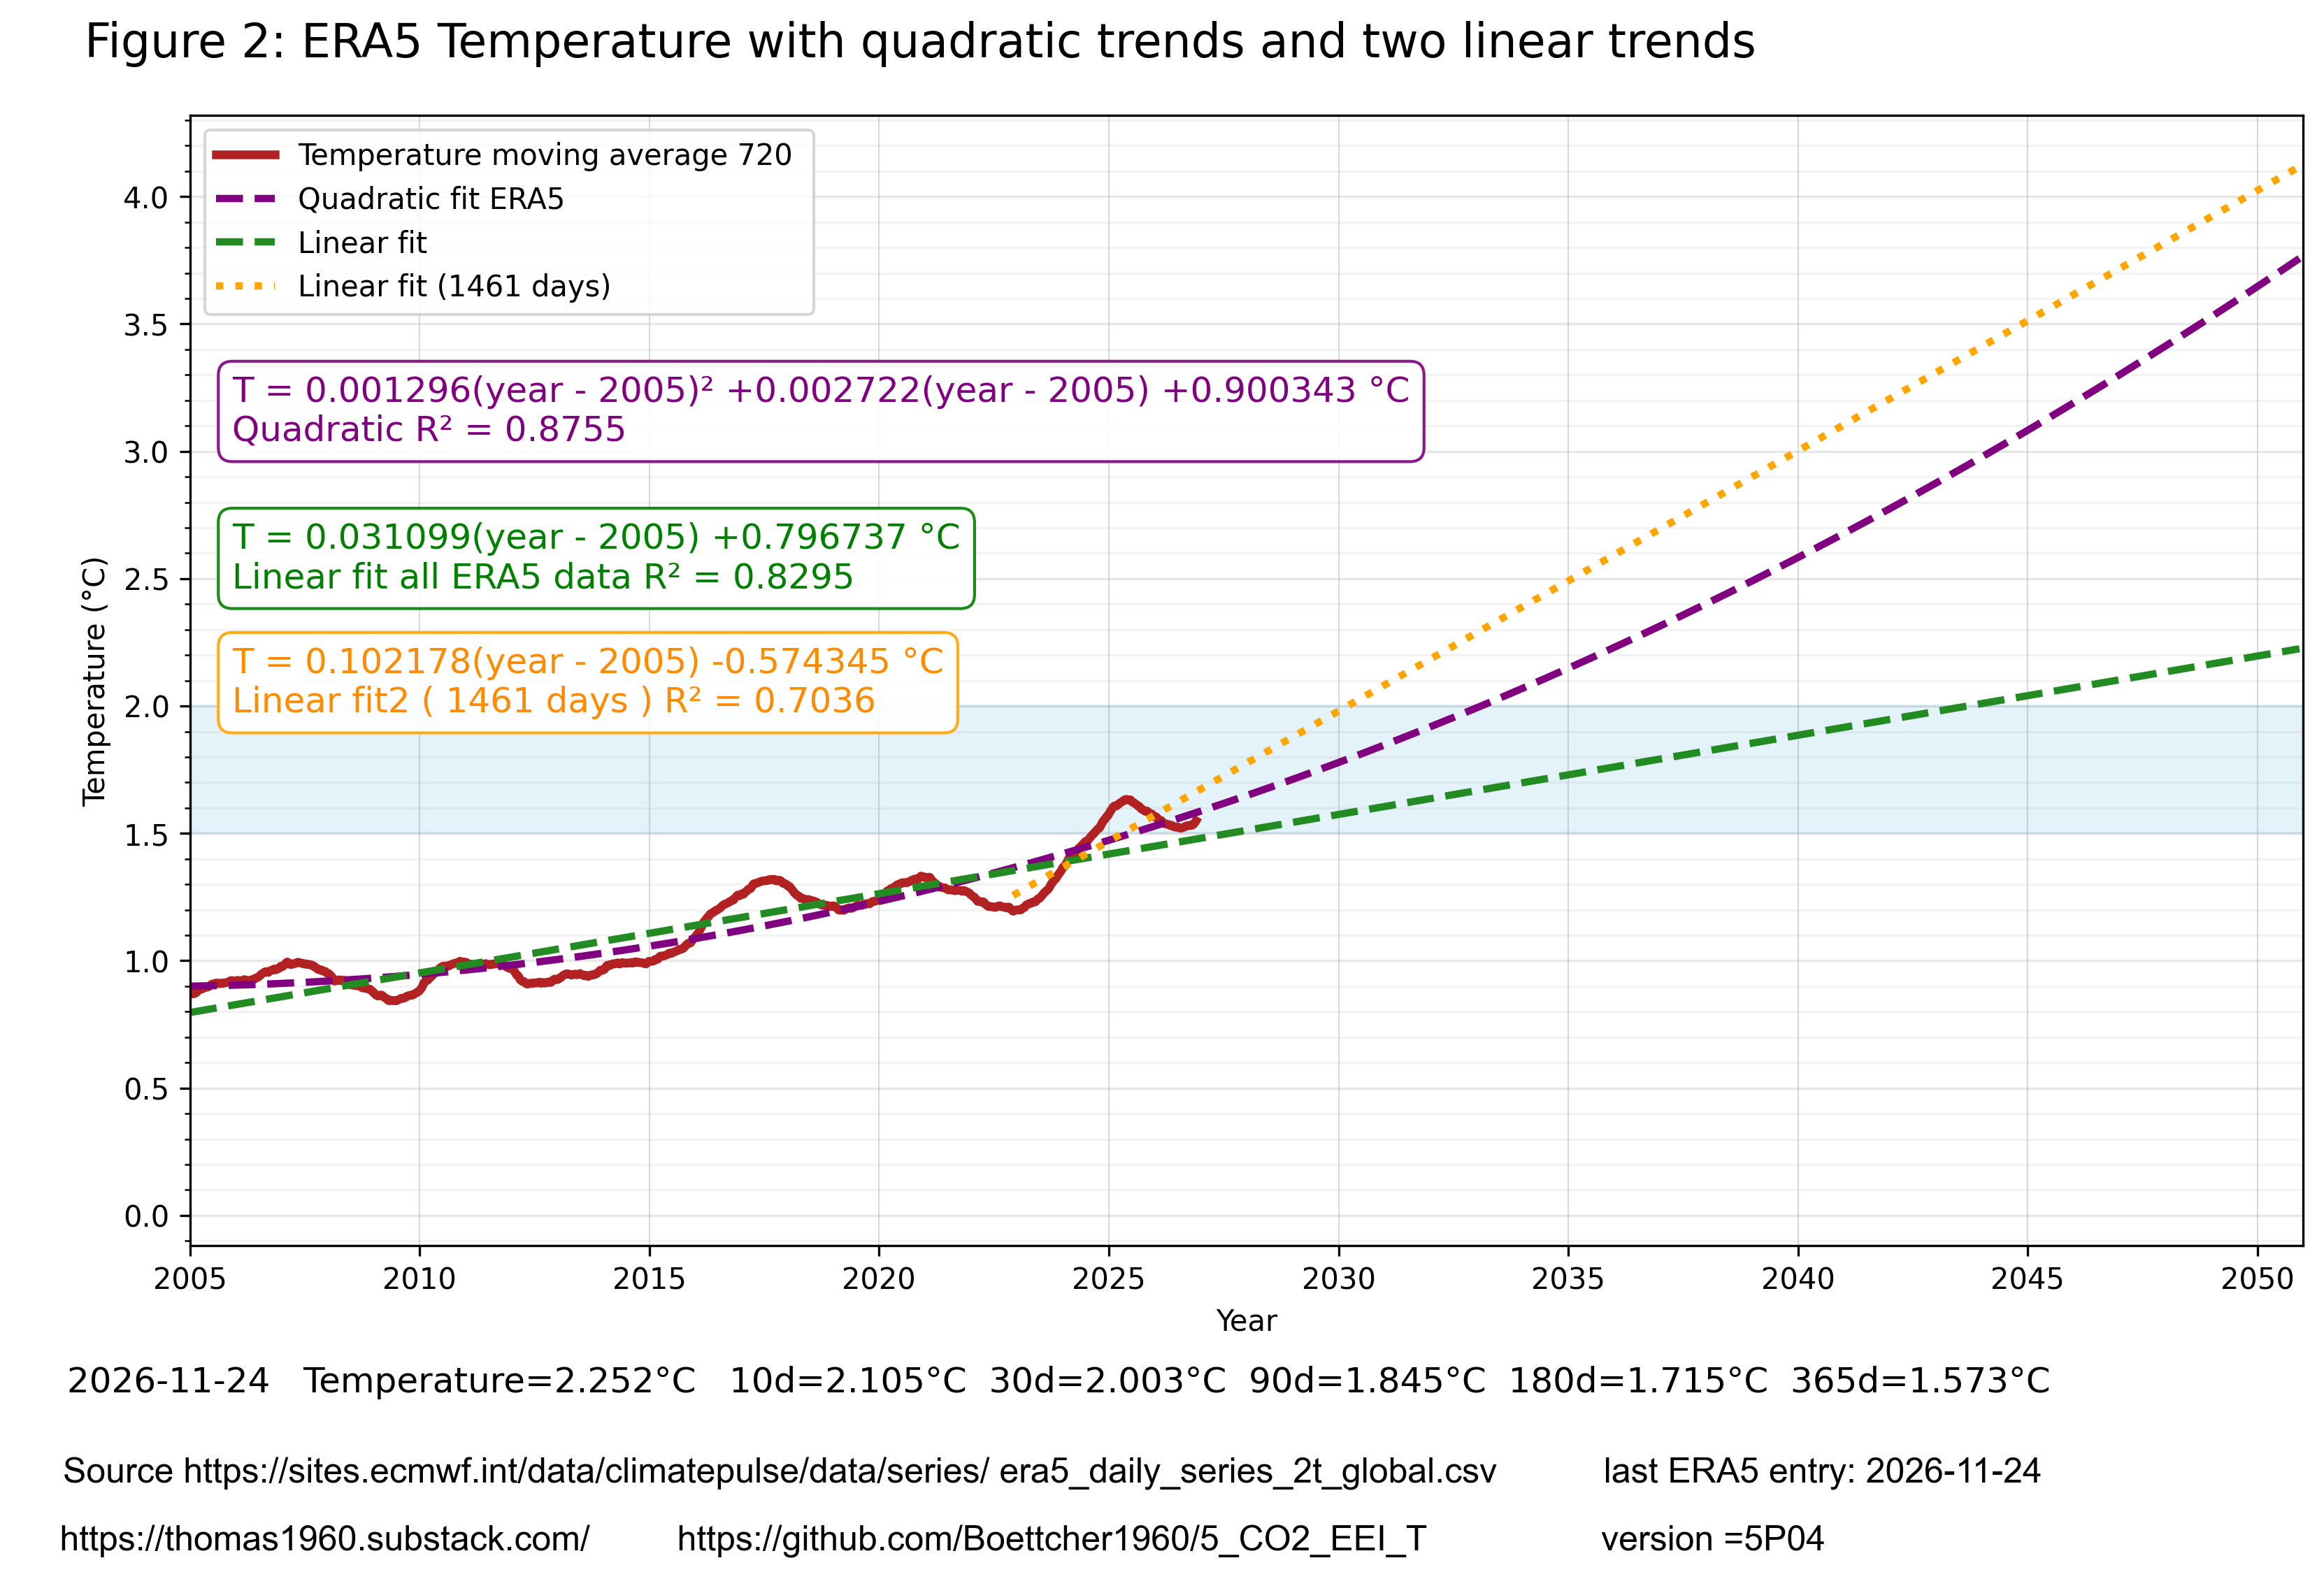 Figure 2: ERA5 Temperature with quadratic trends and two linear trends
Temperature moving average 720
Quadratic fit ERA5
Linear fit
Linear fit (1461 days)
T = 0.001296(year - 2005)² +0.002722(year - 2005) +0.900343 °C
Quadratic R² = 0.8755
T = 0.031099(year - 2005) +0.796737 °C
Linear fit all ERA5 data R² = 0.8295
T = 0.102178(year - 2005) -0.574345 °C
Linear fit2 ( 1461 days ) R² = 0.7036
Temperature (°C)
4.0
3.5
3.0
2.5
2.0
1.5
1.0
0.5
0.0
2005 2010 2015 2020 2025 2030 2035 2040 2045 2050
Year
2026-11-24 Temperature=2.252°C 10d=2.105°C 30d=2.003°C 90d=1.845°C 180d=1.715°C 365d=1.573°C
Source https://sites.ecmwf.int/data/climatepulse/data/series/ era5_daily_series_2t_global.csv last ERA5 entry: 2026-11-24
https://thomas1960.substack.com/ https://github.com/Boettcher1960/5_CO2_EEI_T version =5P04